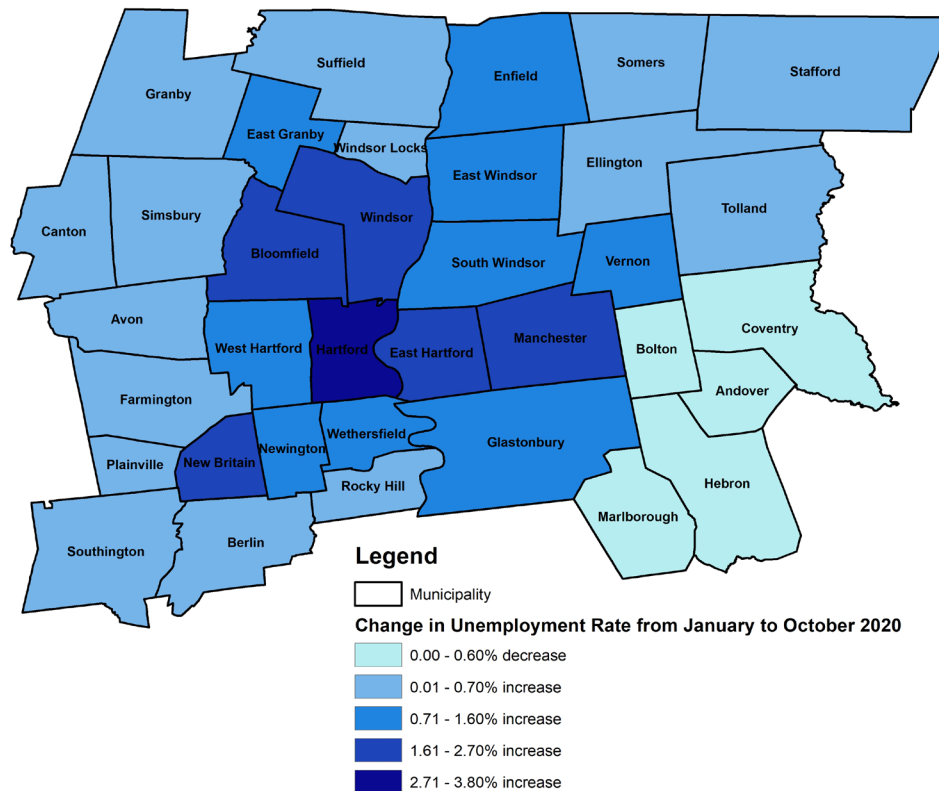 Suffield
Enfield
Somers
Stafford
Granby
East Granby
Windsor Locks
Ellington
East Windsor
Tolland
Simsbury
Canton
Windsor
Bloomfield
South Windsor
Vernon
Avon
West Hartford
Hartford
East Hartford
Manchester
Bolton
Coventry
Andover
Farmington
Wethersfield
Glastonbury
Newington
New Britain
Plainville
Rocky Hill
Hebron
Marlborough
Southington
Berlin
Legend
Municipality
Change in Unemployment Rate from January to October 2020
0.00 - 0.60% decrease
0.01 - 0.70% increase
0.71 - 1.60% increase
1.61 - 2.70% increase
2.71 - 3.80% increase